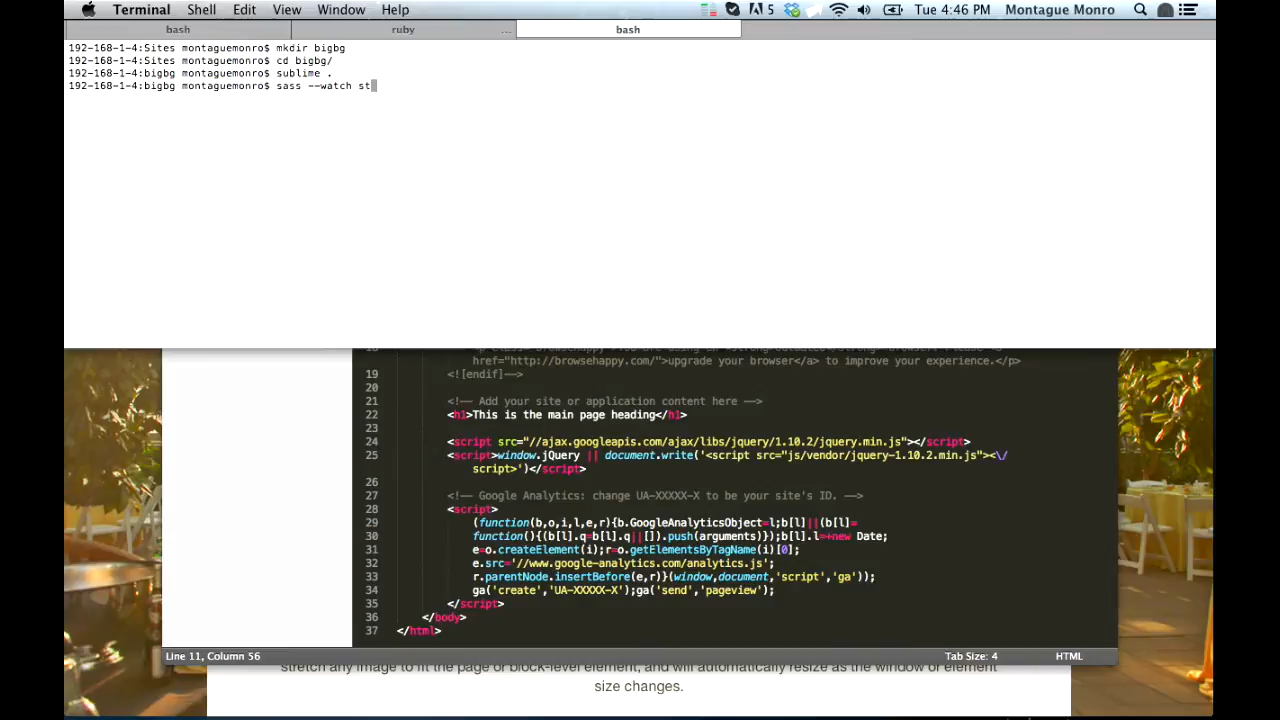 Terminal Shell Edit View Window Help 5 Tue 4:46 PM Montague Monro
bash ruby ... bash
192-168-1-4:Sites montaguemonro$ mkdir bigbg
192-168-1-4:Sites montaguemonro$ cd bigbg/
192-168-1-4:bigbg montaguemonro$ sublime .
192-168-1-4:bigbg montaguemonro$ sass --watch st
href="http://browsehappy.com/">upgrade your browser</a> to improve your experience.</p>
19 <![endif]-->
20
21 <!-- Add your site or application content here -->
22 <h1>This is the main page heading</h1>
23
24 <script src="//ajax.googleapis.com/ajax/libs/jquery/1.10.2/jquery.min.js"></script>
25 <script>window.jQuery || document.write('<script src="js/vendor/jquery-1.10.2.min.js"><\/
script>')</script>
26
27 <!-- Google Analytics: change UA-XXXXX-X to be your site's ID. -->
28 <script>
29 (function(b,o,i,l,e,r){b.GoogleAnalyticsObject=l;b[l]||(b[l]=
30 function(){(b[l].q=b[l].q||[]).push(arguments)});b[l].l=+new Date;
31 e=o.createElement(i);r=o.getElementsByTagName(i)[0];
32 e.src='//www.google-analytics.com/analytics.js';
33 r.parentNode.insertBefore(e,r)}(window,document,'script','ga'));
34 ga('create','UA-XXXXX-X');ga('send','pageview');
35 </script>
36 </body>
37 </html>
Line 11, Column 56 Tab Size: 4 HTML
stretch any image to fit the page or block-level element, and will automatically resize as the window or element
size changes.